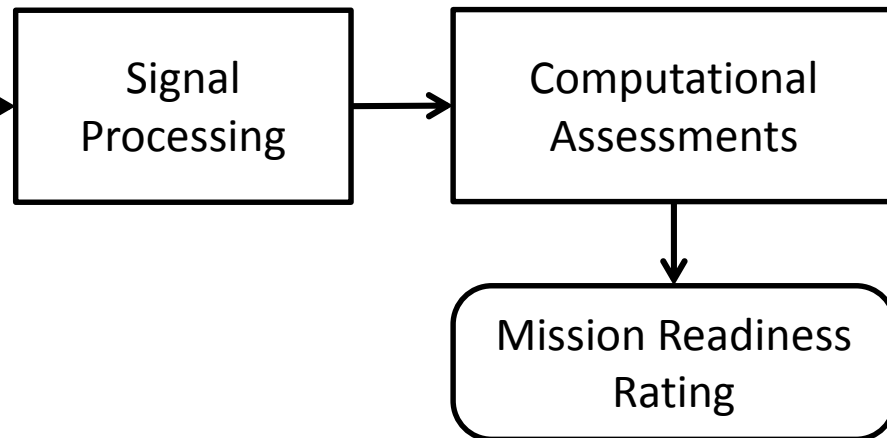 Signal
Processing
Computational
Assessments
Mission Readiness
Rating